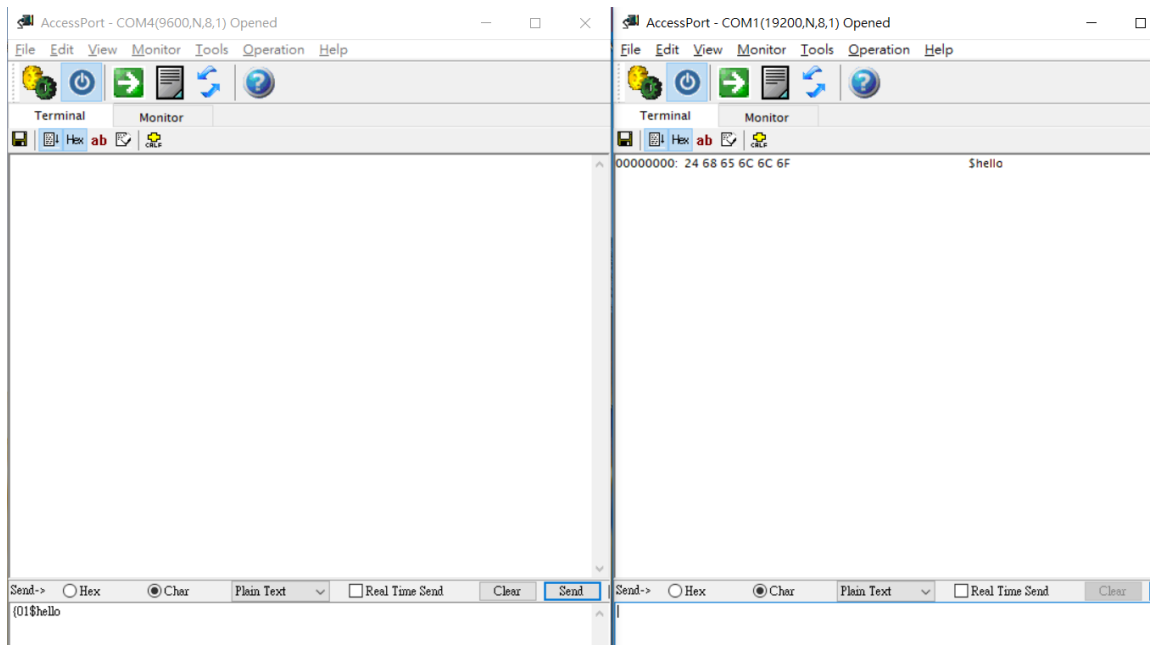 AccessPort - COM4(9600,N,8,1) Opened
File Edit View Monitor Tools Operation Help
Terminal Monitor
Hex ab CRLF
Send-> Hex Char Plain Text Real Time Send Clear Send
{01$hello
AccessPort - COM1(19200,N,8,1) Opened
File Edit View Monitor Tools Operation Help
Terminal Monitor
Hex ab CRLF
00000000: 24 68 65 6C 6C 6F $hello
Send-> Hex Char Plain Text Real Time Send Clear